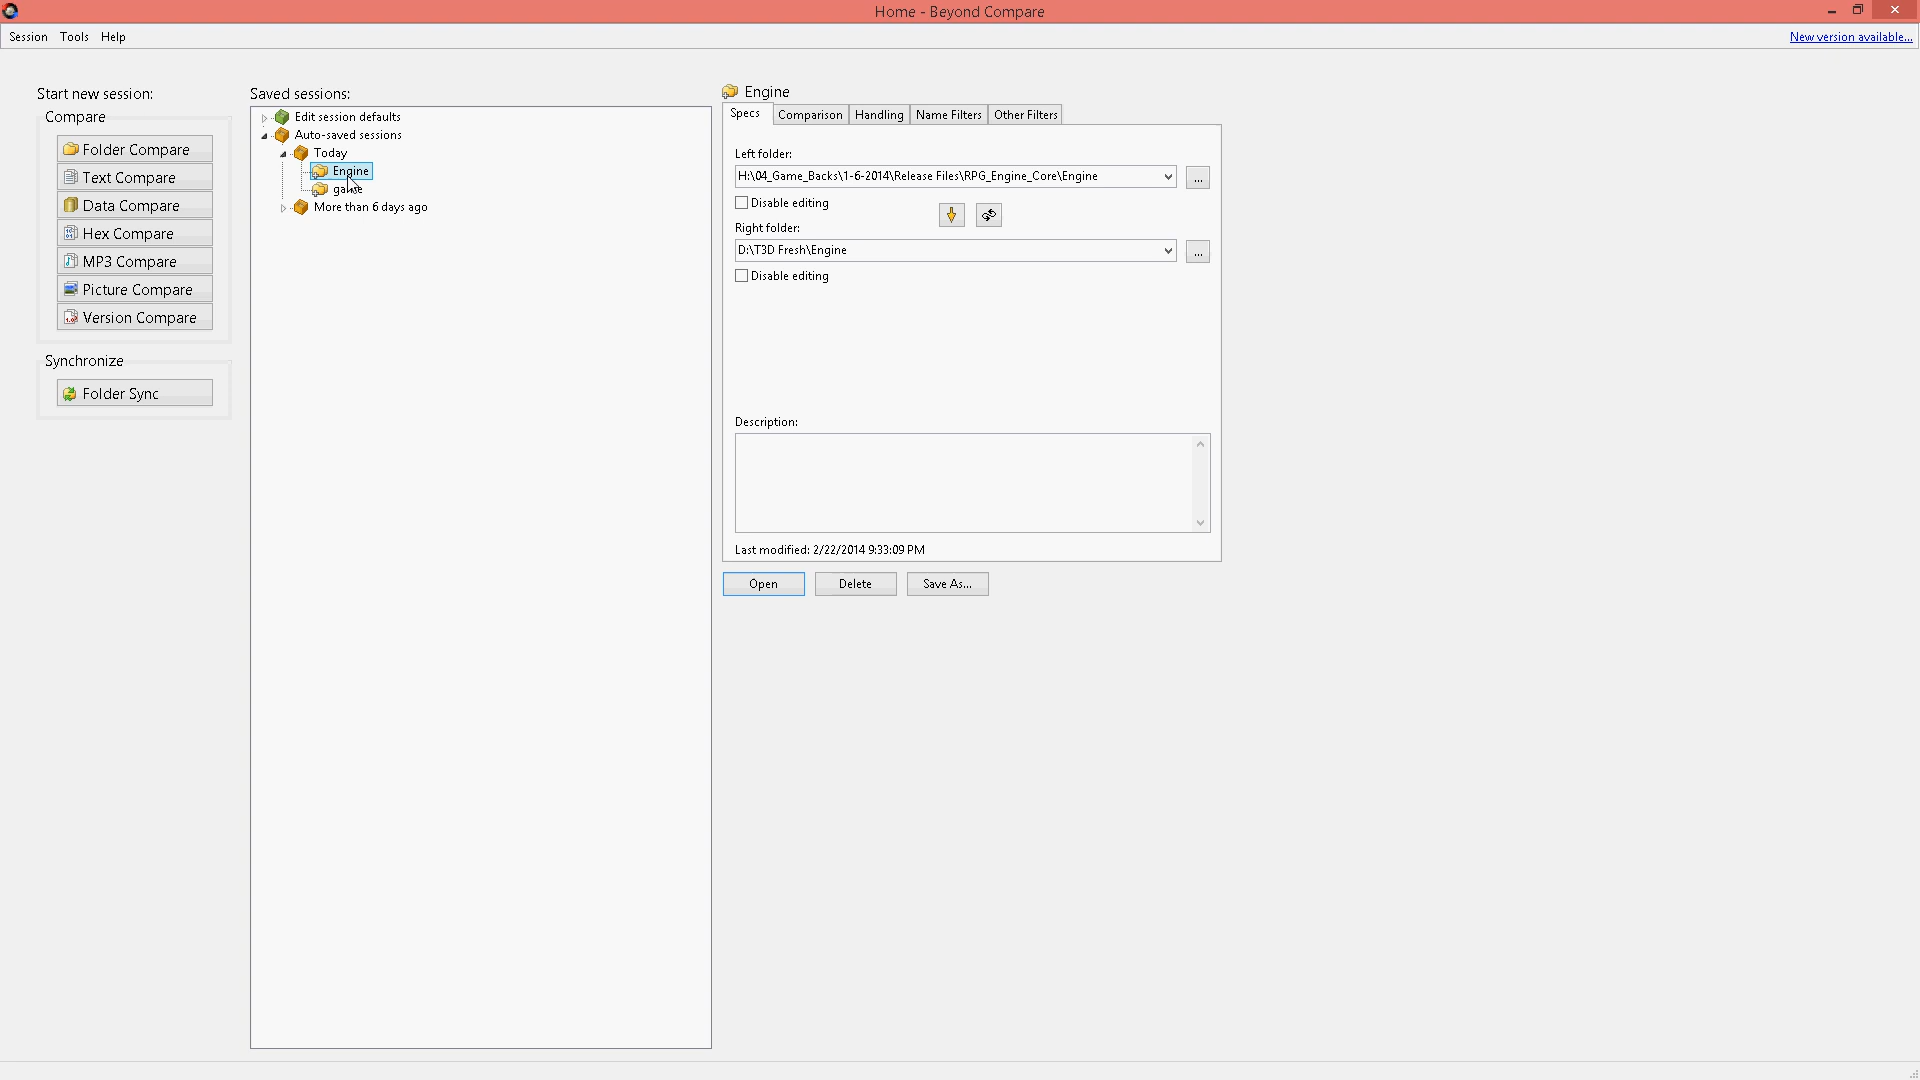 Home - Beyond Compare
Session Tools Help
New version available...
Start new session:
Compare
Folder Compare
Text Compare
Data Compare
Hex Compare
MP3 Compare
Picture Compare
Version Compare
Synchronize
Folder Sync
Saved sessions:
Edit session defaults
Auto-saved sessions
Today
Engine
game
More than 6 days ago
Engine
Specs Comparison Handling Name Filters Other Filters
Left folder:
H:\04_Game_Backs\1-6-2014\Release Files\RPG_Engine_Core\Engine
...
Disable editing
Right folder:
D:\T3D Fresh\Engine
...
Disable editing
Description:
Last modified: 2/22/2014 9:33:09 PM
Open Delete Save As...